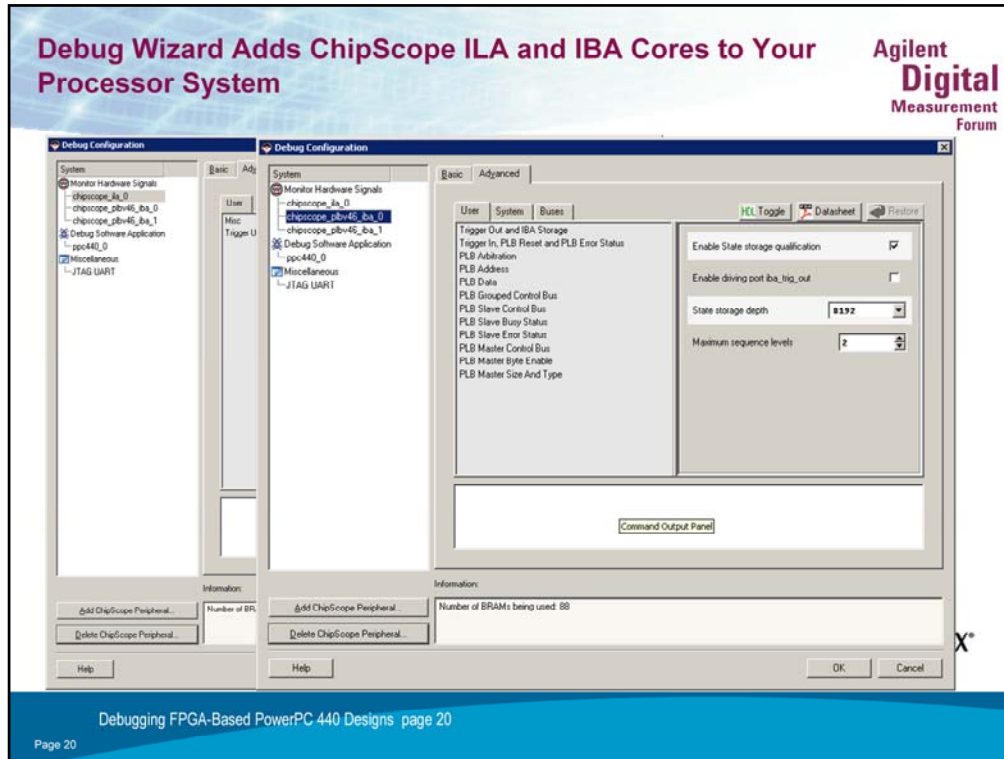 Debug Wizard Adds ChipScope ILA and IBA Cores to Your
Processor System
Agilent
Digital
Measurement
Forum
Debug Configuration
System
Monitor Hardware Signals
chipscope_ila_0
chipscope_plbv46_iba_0
chipscope_plbv46_iba_1
Debug Software Application
ppc440_0
Miscellaneous
JTAG UART
Basic
User
Misc
Information:
Add ChipScope Peripheral...
Delete ChipScope Peripheral...
Help
Debug Configuration
System
Monitor Hardware Signals
chipscope_ila_0
chipscope_plbv46_iba_0
chipscope_plbv46_iba_1
Debug Software Application
ppc440_0
Miscellaneous
JTAG UART
Add ChipScope Peripheral...
Delete ChipScope Peripheral...
Help
Basic Advanced
User System Buses
HDL Toggle Datasheet Restore
Trigger Out and IBA Storage
Trigger In, PLB Reset and PLB Error Status
PLB Arbitration
PLB Address
PLB Data
PLB Grouped Control Bus
PLB Slave Control Bus
PLB Slave Busy Status
PLB Slave Error Status
PLB Master Control Bus
PLB Master Byte Enable
PLB Master Size And Type
Enable State storage qualification
Enable driving port iba_trig_out
State storage depth 8192
Maximum sequence levels 2
Command Output Panel
Information:
Number of BRAMs being used: 88
OK Cancel
X®
Debugging FPGA-Based PowerPC 440 Designs page 20
Page 20